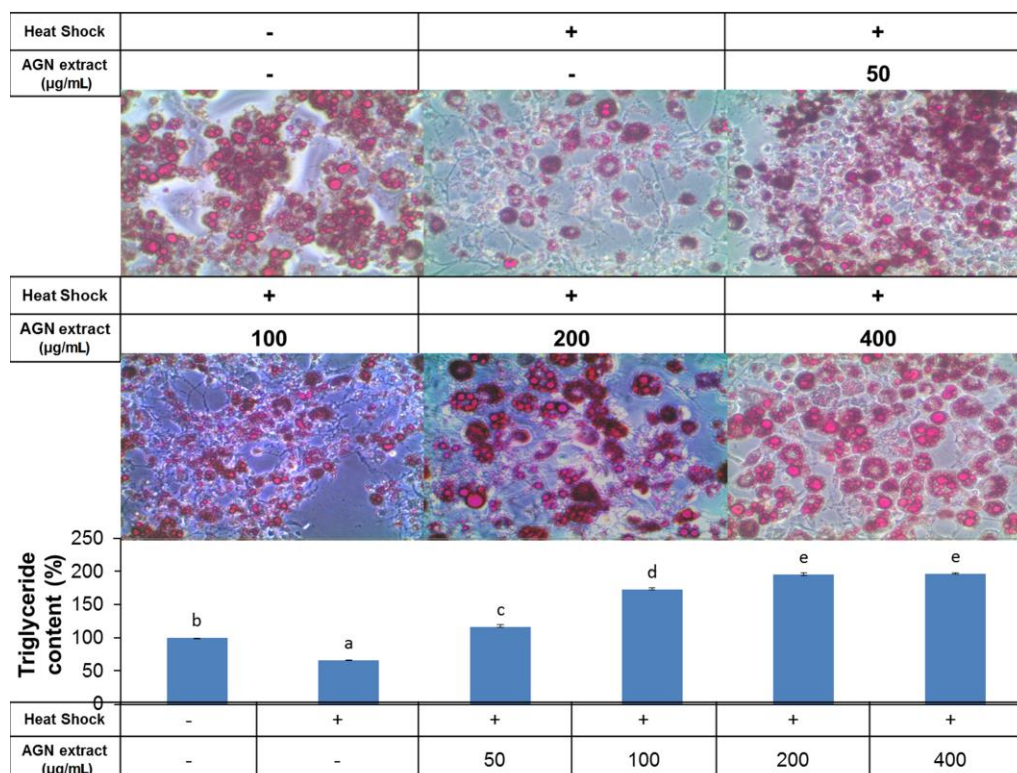 Heat Shock - + +
AGN extract
(µg/mL) - - 50
Heat Shock + + +
AGN extract
(µg/mL) 100 200 400
Triglyceride
content (%)
250
200
150
100
50
0
b a c d e e
Heat Shock - + + + + +
AGN extract
(µg/mL) - - 50 100 200 400